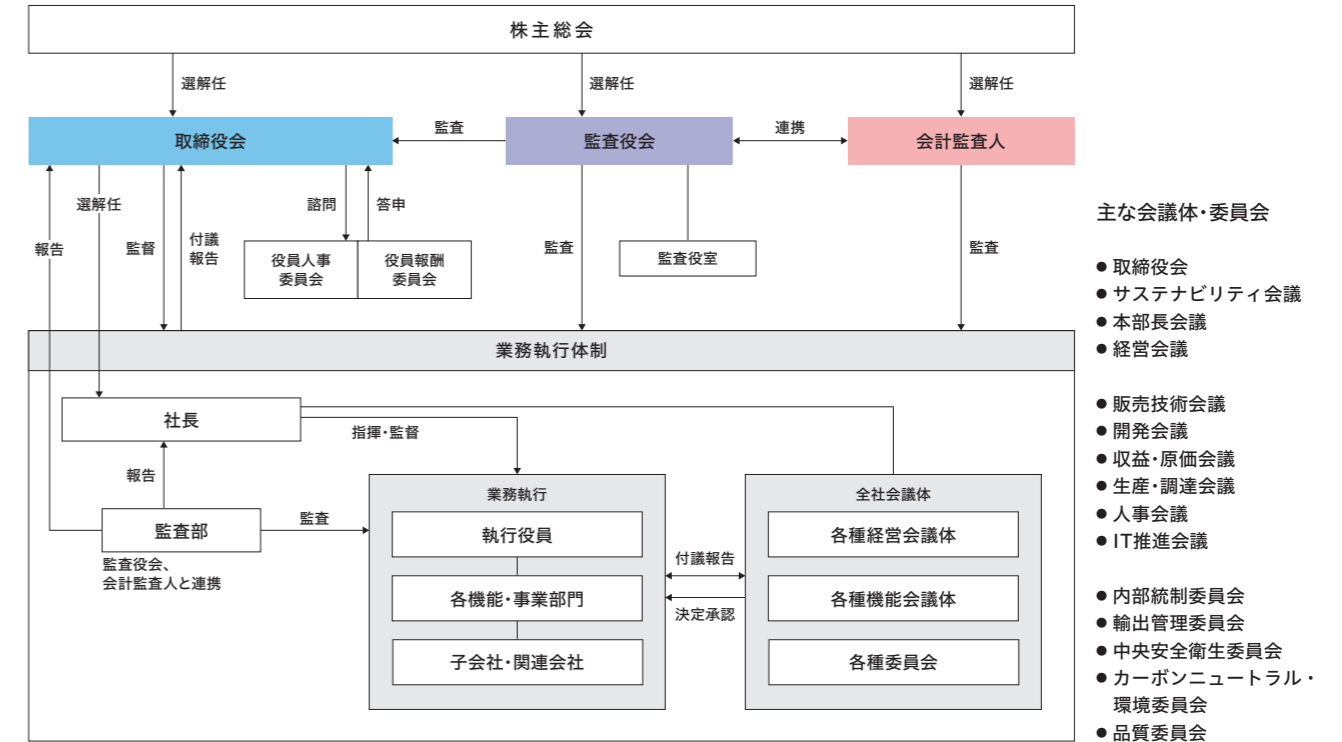 株主総会
選解任
選解任
選解任
取締役会
監査
監査役会
連携
会計監査人
報告
選解任
監督
付議
報告
諮問
答申
役員人事
委員会
役員報酬
委員会
監査
監査役室
監査
業務執行体制
社長
指揮・監督
報告
監査部
監査役会、
会計監査人と連携
監査
業務執行
執行役員
各機能・事業部門
子会社・関連会社
付議報告
決定承認
全社会議体
各種経営会議体
各種機能会議体
各種委員会
主な会議体・委員会
● 取締役会
● サステナビリティ会議
● 本部長会議
● 経営会議
● 販売技術会議
● 開発会議
● 収益・原価会議
● 生産・調達会議
● 人事会議
● IT推進会議
● 内部統制委員会
● 輸出管理委員会
● 中央安全衛生委員会
● カーボンニュートラル・
環境委員会
● 品質委員会